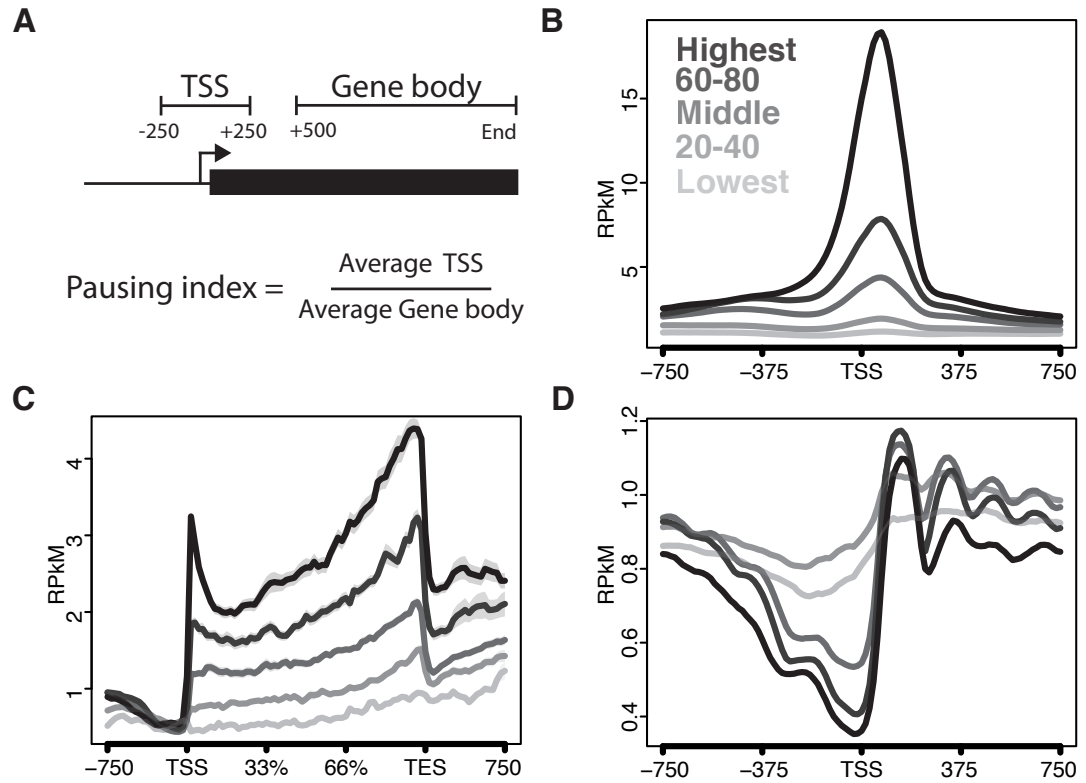 A
TSS
Gene body
-250
+250
+500
End
Pausing index =
Average TSS
Average Gene body
B
Highest
60-80
Middle
20-40
Lowest
RPkM
15
10
5
−750
−375
TSS
375
750
C
RPkM
4
3
2
1
−750
TSS
33%
66%
TES
750
D
RPkM
1.2
1.0
0.8
0.6
0.4
−750
−375
TSS
375
750